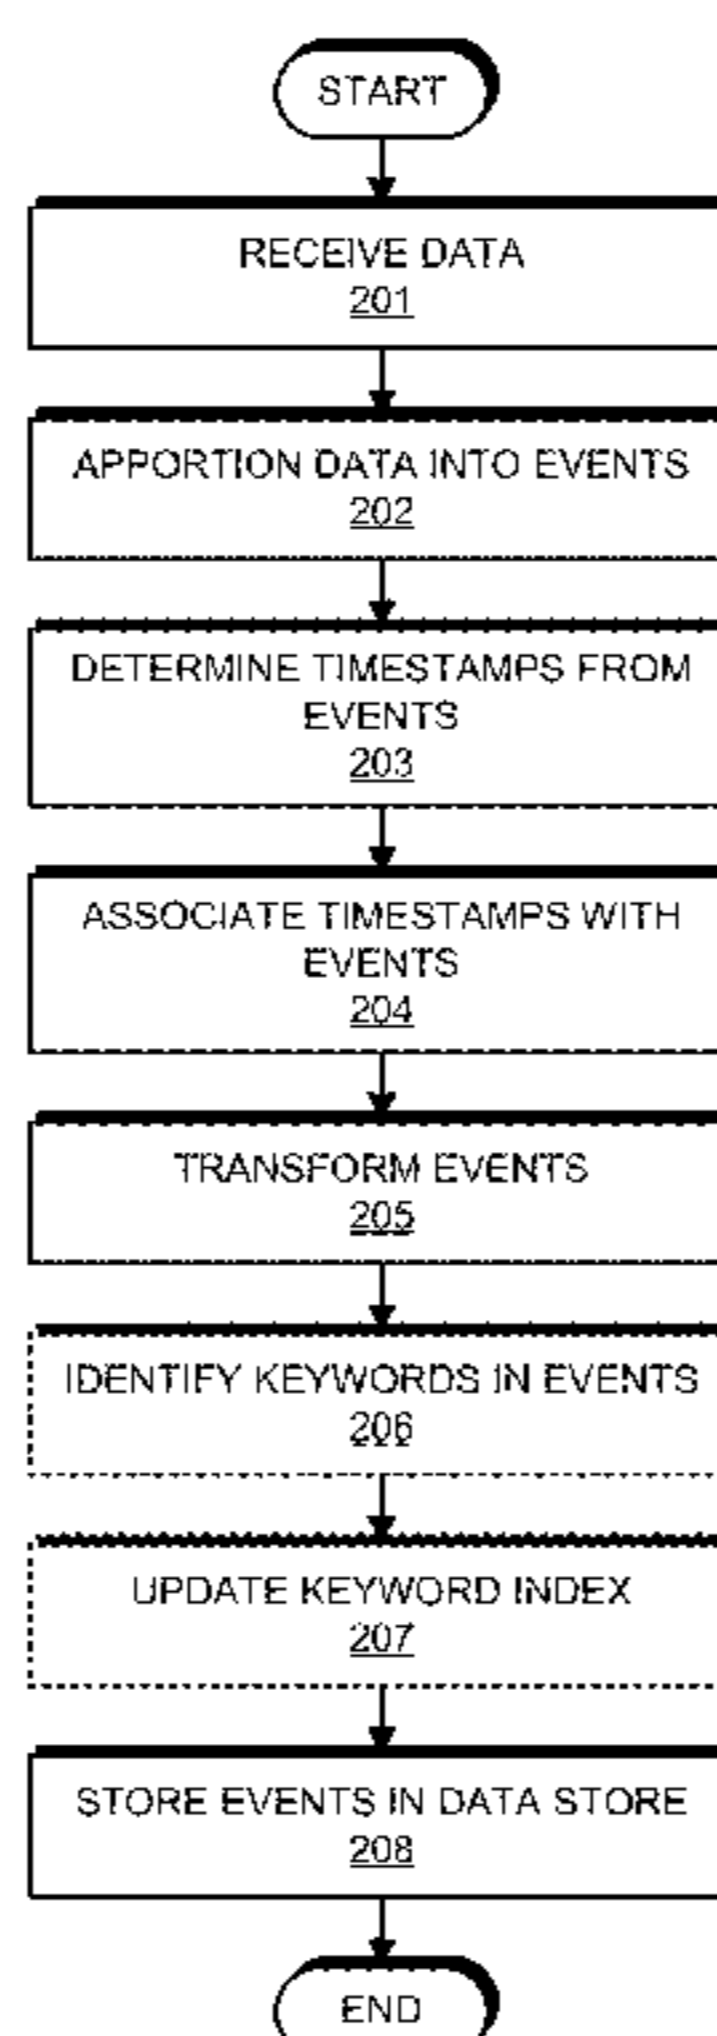 START
RECEIVE DATA
201
APPORTION DATA INTO EVENTS
202
DETERMINE TIMESTAMPS FROM
EVENTS
203
ASSOCIATE TIMESTAMPS WITH
EVENTS
204
TRANSFORM EVENTS
205
IDENTIFY KEYWORDS IN EVENTS
206
UPDATE KEYWORD INDEX
207
STORE EVENTS IN DATA STORE
208
END